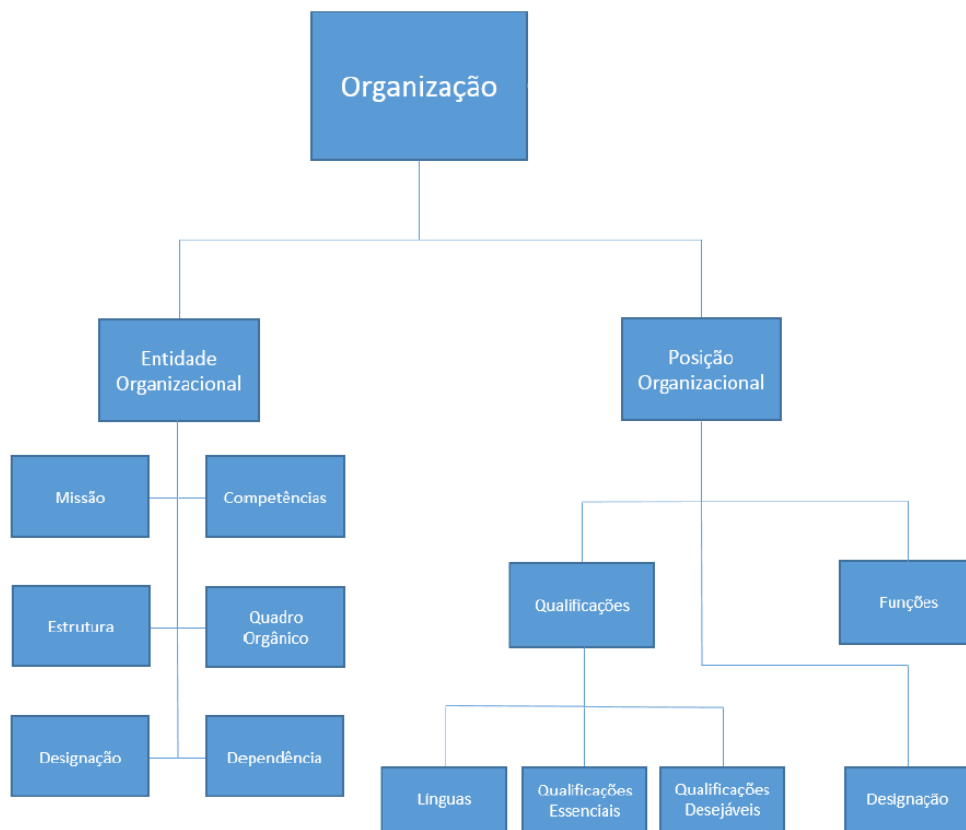 Organização
Entidade
Organizacional
Posição
Organizacional
Missão
Competências
Estrutura
Quadro
Orgânico
Designação
Dependência
Qualificações
Funções
Línguas
Qualificações
Essenciais
Qualificações
Desejáveis
Designação